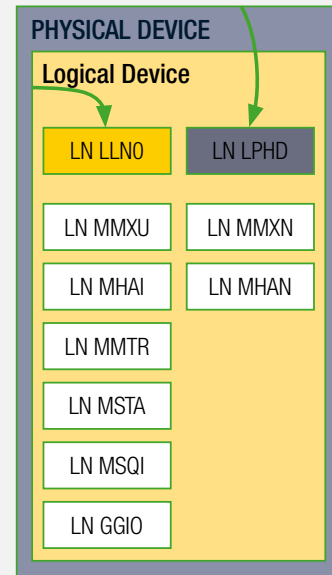 PHYSICAL DEVICE
Logical Device
LN LLN0
LN LPHD
LN MMXU
LN MMXN
LN MHAI
LN MHAN
LN MMTR
LN MSTA
LN MSQI
LN GGIO